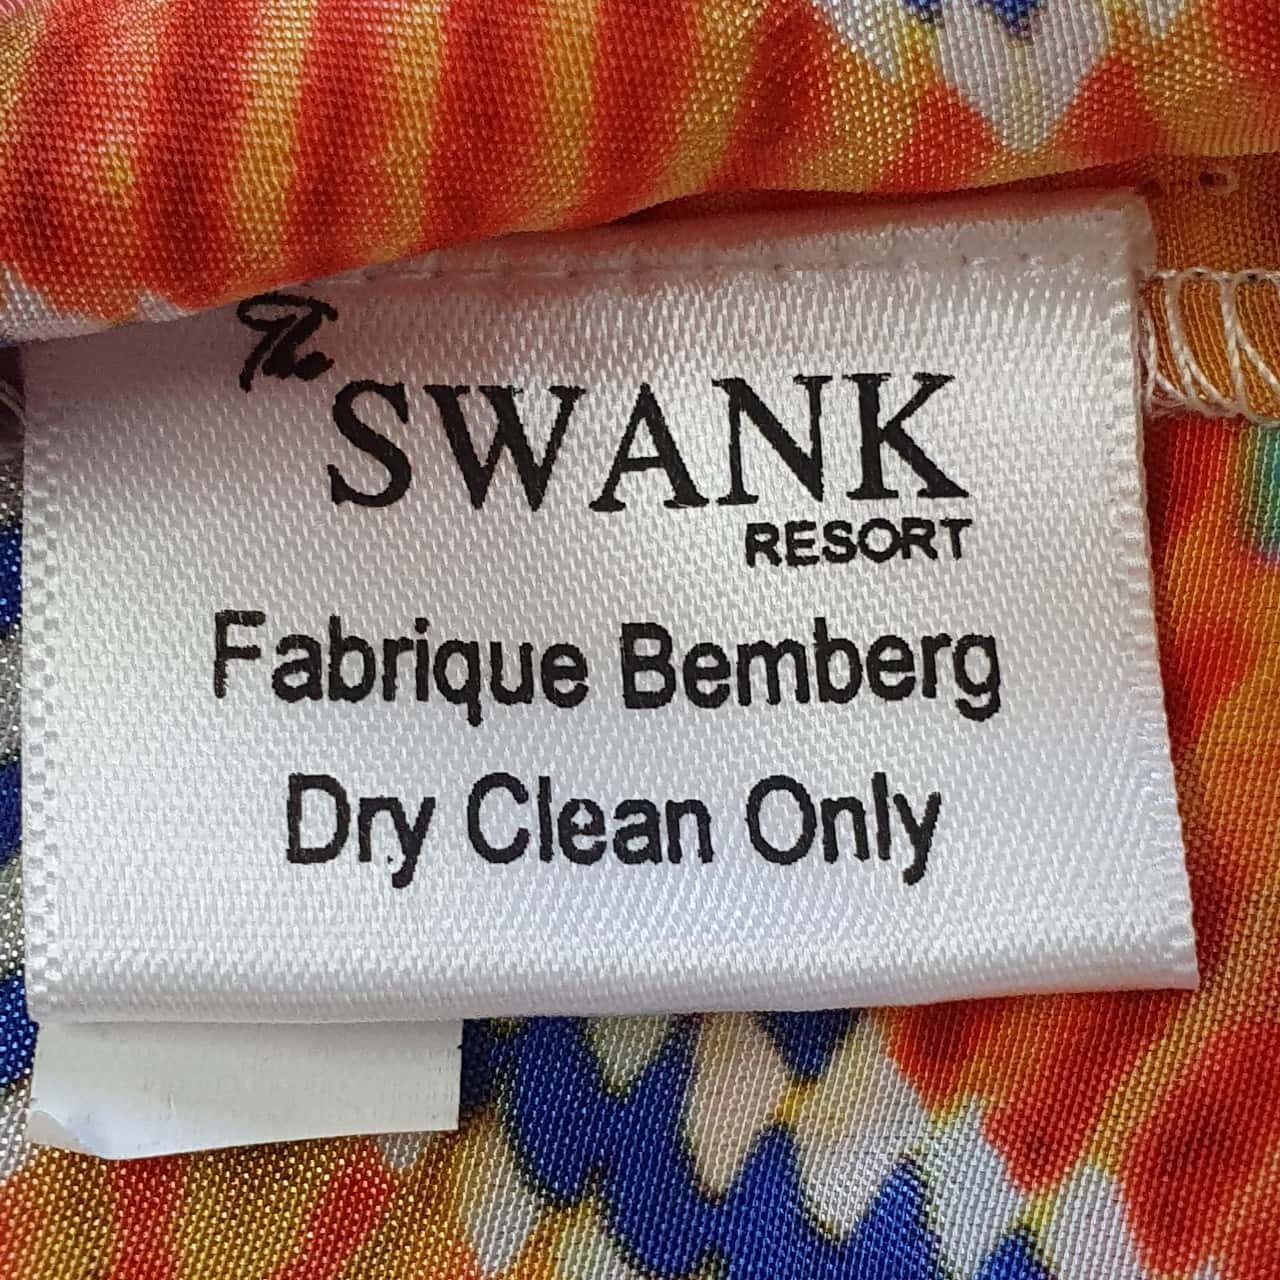 The
SWANK
RESORT
Fabrique Bemberg
Dry Clean Only